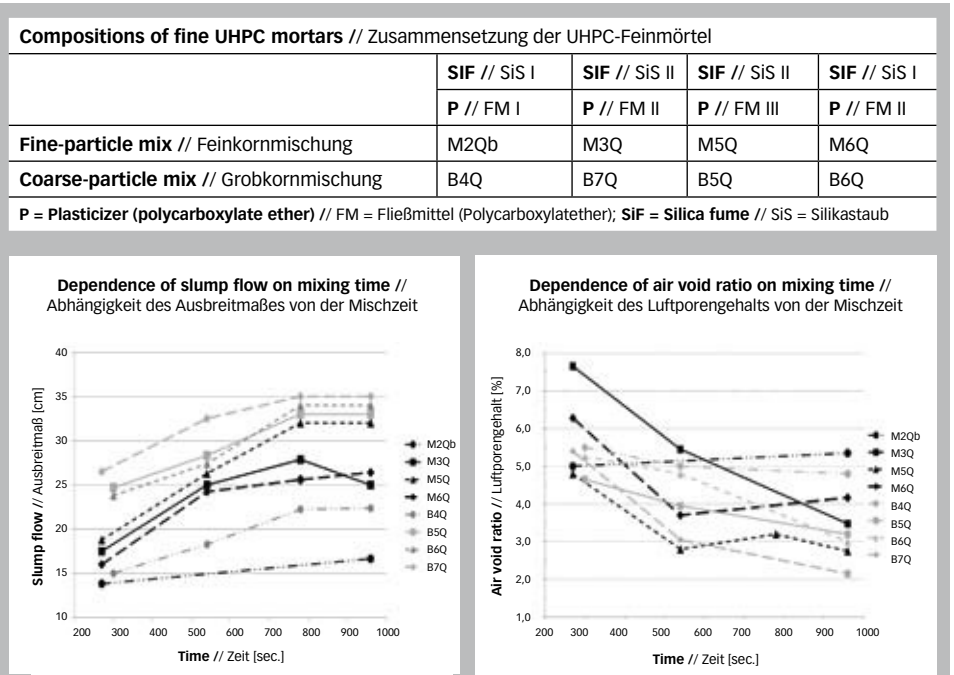 Compositions of fine UHPC mortars // Zusammensetzung der UHPC-Feinmörtel
SIF // SiS I SIF // SiS II SIF // SiS II SIF // SiS I
P // FM I P // FM II P // FM III P // FM II
Fine-particle mix // Feinkornmischung M2Qb M3Q M5Q M6Q
Coarse-particle mix // Grobkornmischung B4Q B7Q B5Q B6Q
P = Plasticizer (polycarboxylate ether) // FM = Fließmittel (Polycarboxylatether); SiF = Silica fume // SiS = Silikastaub
Dependence of slump flow on mixing time //
Abhängigkeit des Ausbreitmaßes von der Mischzeit
Slump flow // Ausbreitmaß [cm]
40
35
30
25
20
15
10
200 300 400 500 600 700 800 900 1000
Time // Zeit [sec.]
M2Qb
M3Q
M5Q
M6Q
B4Q
B5Q
B6Q
B7Q
Dependence of air void ratio on mixing time //
Abhängigkeit des Luftporengehalts von der Mischzeit
Air void ratio // Luftporengehalt [%]
8,0
7,0
6,0
5,0
4,0
3,0
2,0
1,0
200 300 400 500 600 700 800 900 1000
Time // Zeit [sec.]
M2Qb
M3Q
M5Q
M6Q
B4Q
B5Q
B6Q
B7Q